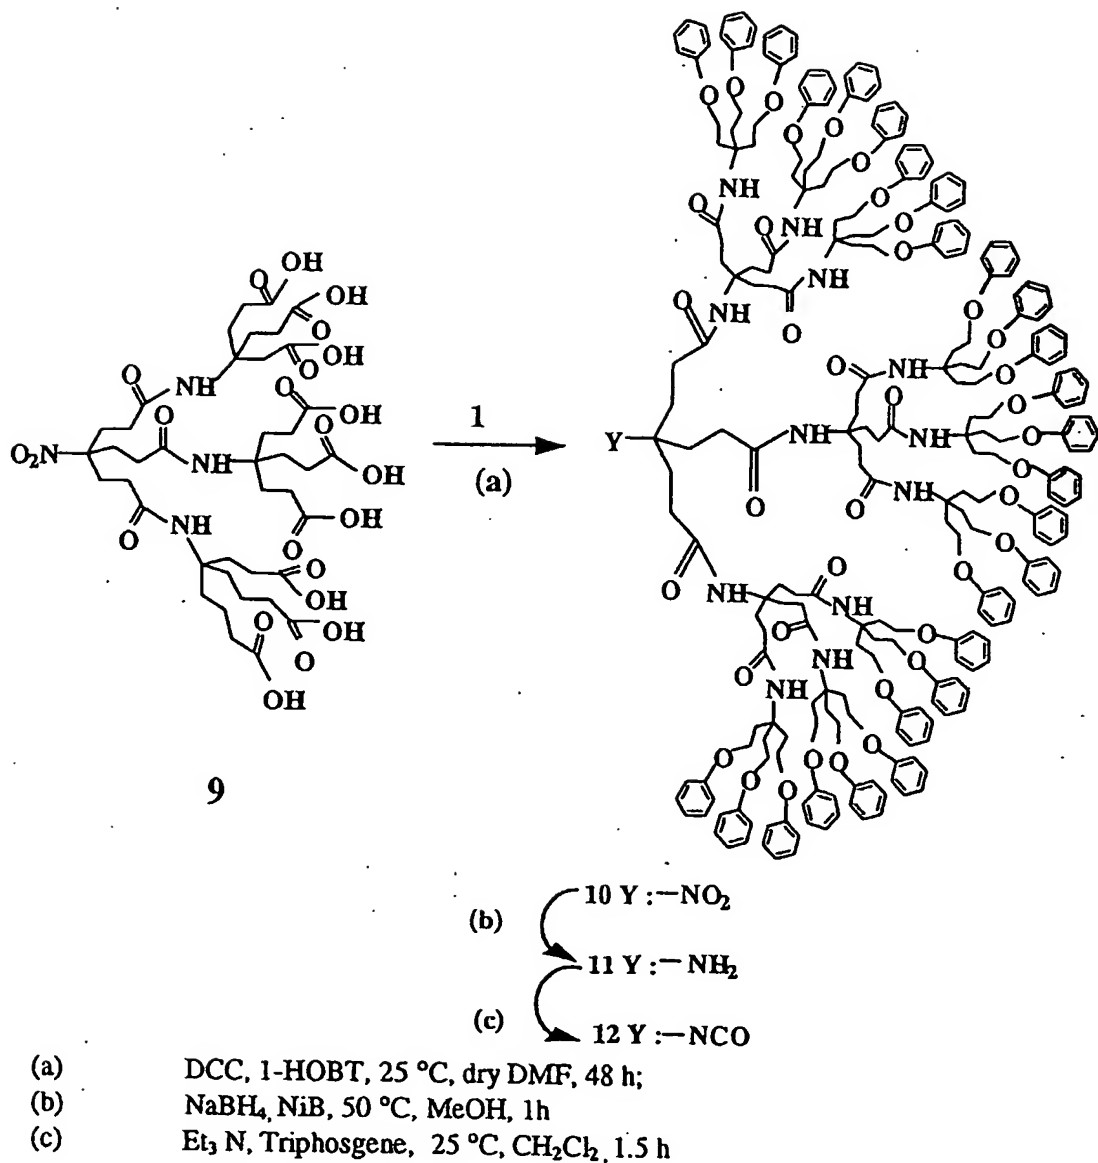 O O O O O O
O O O
NH NH NH
O O O
O NH O
O O O
NH O O O
O NH O NH O
Y NH O
O NH O
O O O
O NH O NH O
O NH O
NH O O
O O O
O O O O
O OH
O OH
O OH
O NH
O OH
O O OH
O₂N NH
O OH
O NH
O OH
O OH
O OH
9
1
(a)
10 Y :—NO₂
(b)
11 Y :— NH₂
(c)
12 Y :—NCO
(a) DCC, 1-HOBT, 25 °C, dry DMF, 48 h;
(b) NaBH₄, NiB, 50 °C, MeOH, 1h
(c) Et₃ N, Triphosgene, 25 °C, CH₂Cl₂, 1.5 h